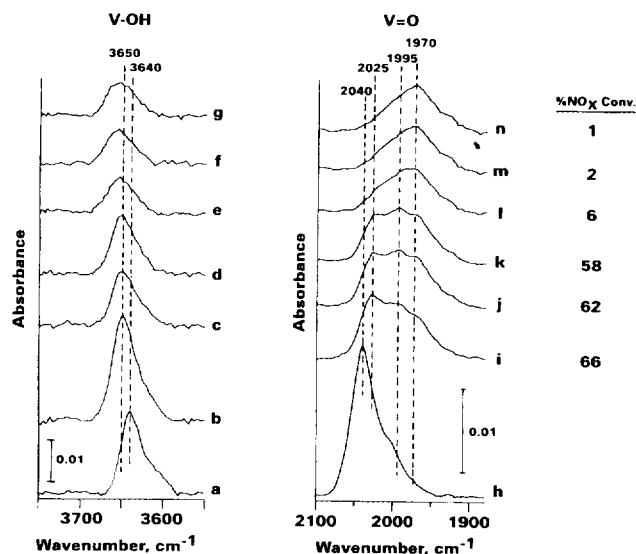 V-OH
3650
3640
g
f
e
d
c
b
a
0.01
Absorbance
3700
3600
Wavenumber, cm⁻¹
V=O
1970
1995
2025
2040
n
m
l
k
j
i
h
0.01
Absorbance
2100
2000
1900
Wavenumber, cm⁻¹
%NOX Conv.
1
2
6
58
62
66